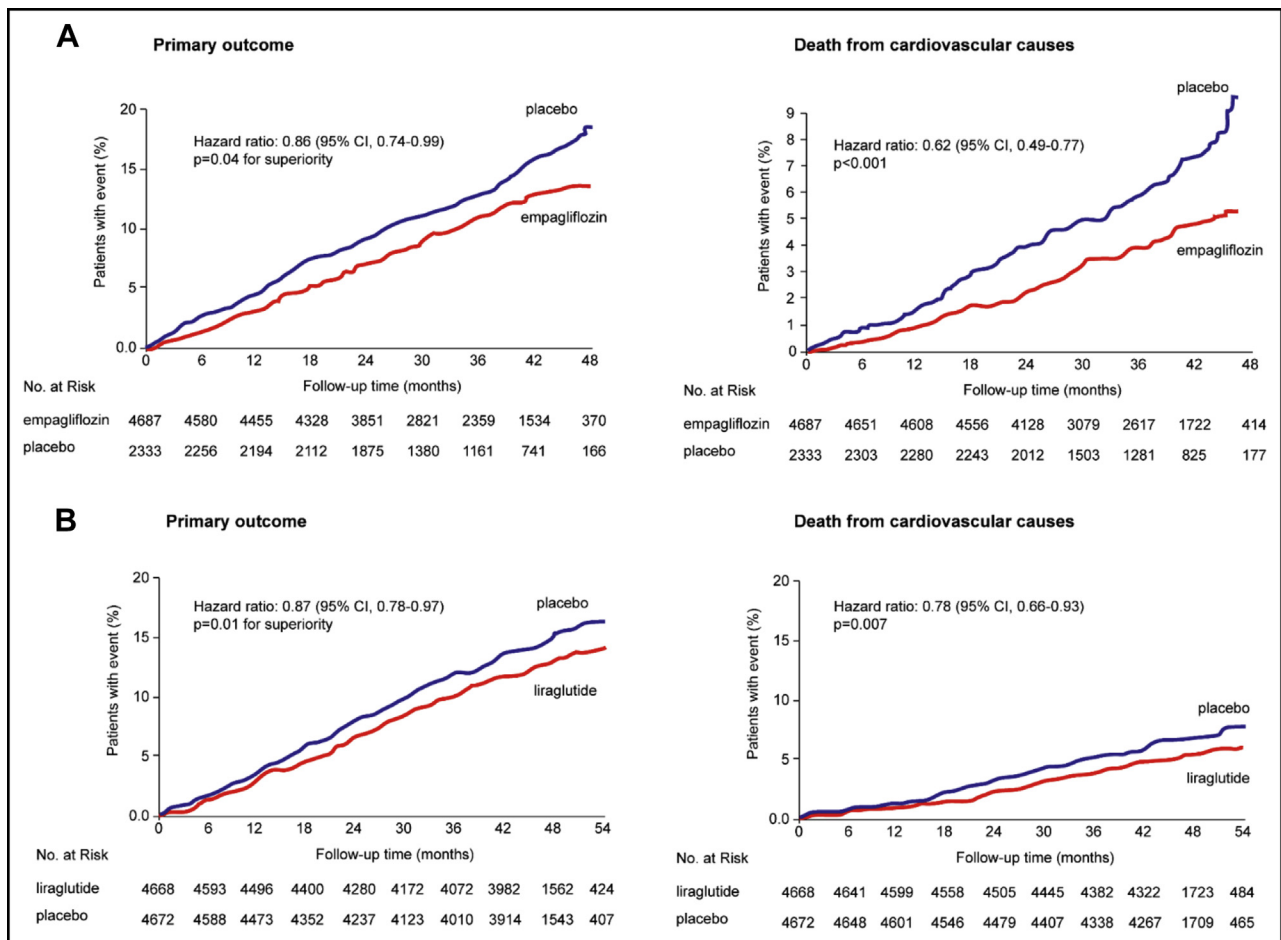 A
Primary outcome
20
15
10
5
0.0
Patients with event (%)
Hazard ratio: 0.86 (95% CI, 0.74-0.99)
p=0.04 for superiority
placebo
empagliflozin
0 6 12 18 24 30 36 42 48
Follow-up time (months)
No. at Risk
empagliflozin 4687 4580 4455 4328 3851 2821 2359 1534 370
placebo 2333 2256 2194 2112 1875 1380 1161 741 166
Death from cardiovascular causes
9
8
7
6
5
4
3
2
1
0
Patients with event (%)
placebo
Hazard ratio: 0.62 (95% CI, 0.49-0.77)
p<0.001
empagliflozin
0 6 12 18 24 30 36 42 48
Follow-up time (months)
No. at Risk
empagliflozin 4687 4651 4608 4556 4128 3079 2617 1722 414
placebo 2333 2303 2280 2243 2012 1503 1281 825 177
B
Primary outcome
20
15
10
5
0.0
Patients with event (%)
Hazard ratio: 0.87 (95% CI, 0.78-0.97)
p=0.01 for superiority
placebo
liraglutide
0 6 12 18 24 30 36 42 48 54
Follow-up time (months)
No. at Risk
liraglutide 4668 4593 4496 4400 4280 4172 4072 3982 1562 424
placebo 4672 4588 4473 4352 4237 4123 4010 3914 1543 407
Death from cardiovascular causes
20
15
10
5
0.0
Patients with event (%)
Hazard ratio: 0.78 (95% CI, 0.66-0.93)
p=0.007
placebo
liraglutide
0 6 12 18 24 30 36 42 48 54
Follow-up time (months)
No. at Risk
liraglutide 4668 4641 4599 4558 4505 4445 4382 4322 1723 484
placebo 4672 4648 4601 4546 4479 4407 4338 4267 1709 465